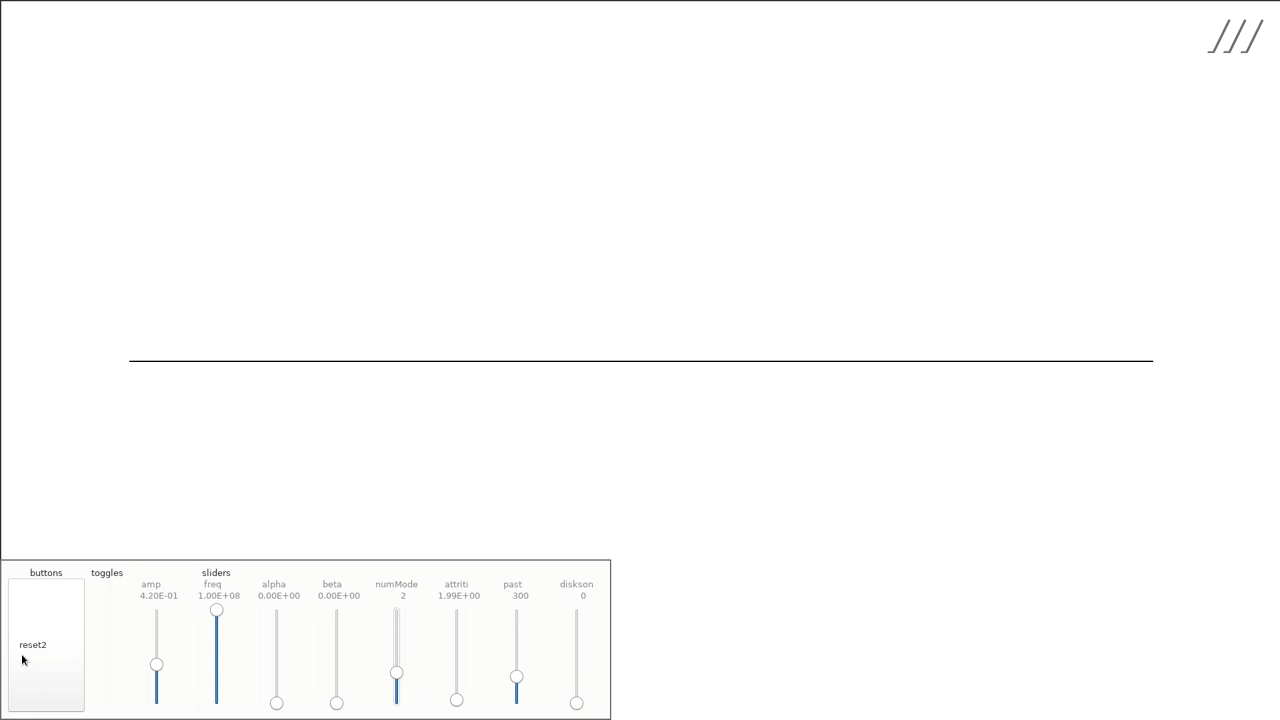 buttons toggles sliders
amp freq alpha beta numMode attriti past diskson
4.20E-01 1.00E+08 0.00E+00 0.00E+00 2 1.99E+00 300 0
reset2